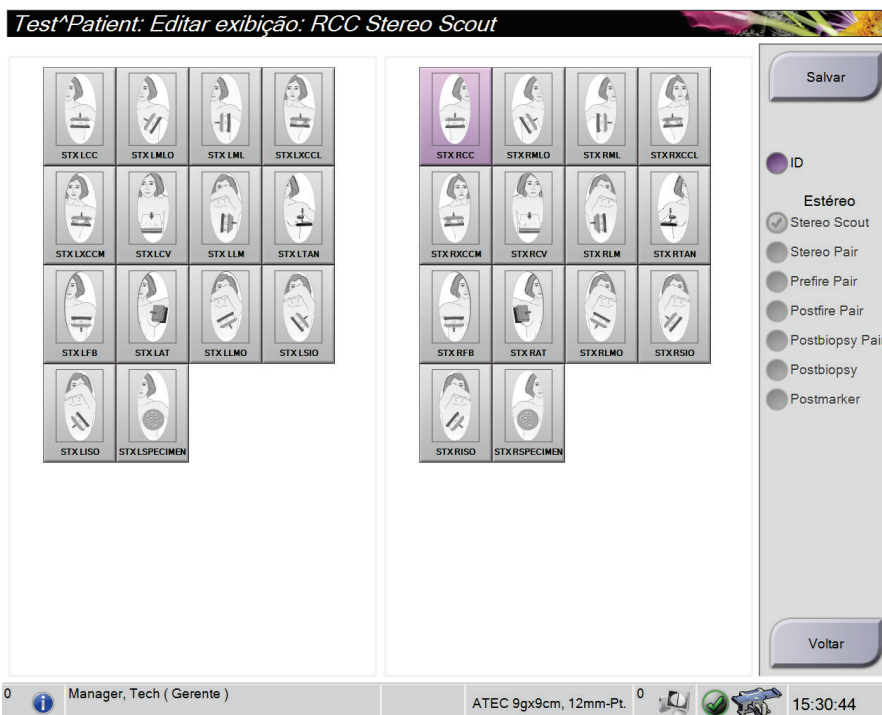 Test^Patient: Editar exibição: RCC Stereo Scout
STX LCC STX LMLO STX LML STX LXCCL
STX LXCCM STX LCV STX LLM STX LTAN
STX LFB STX LAT STX LLMO STX LSIO
STX LISO STX LSPECIMEN
STX RCC STX RMLO STX RML STX RXCCL
STX RXCCM STX RCV STX RLM STX RTAN
STX RFB STX RAT STX RLMO STX RSIO
STX RISO STX RSPECIMEN
Salvar
ID
Estéreo
Stereo Scout
Stereo Pair
Prefire Pair
Postfire Pair
Postbiopsy Pair
Postbiopsy
Postmarker
Voltar
0 Manager, Tech ( Gerente ) ATEC 9gx9cm, 12mm-Pt. 0 15:30:44